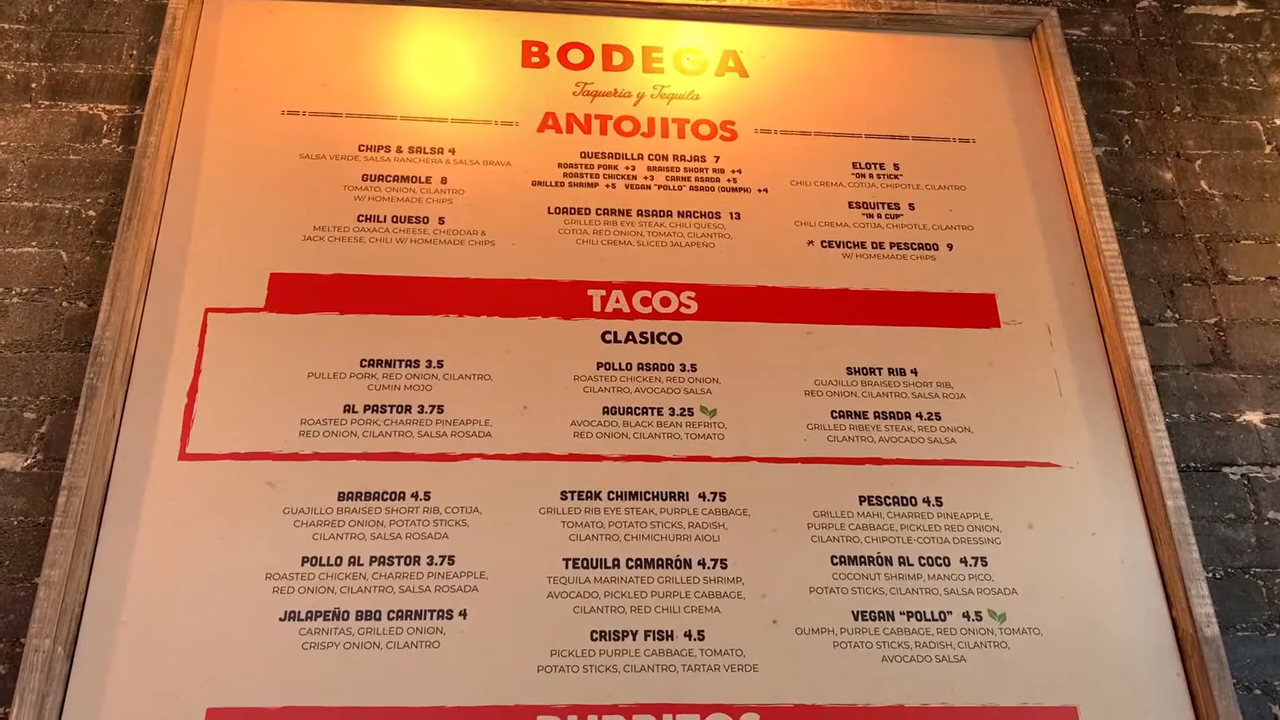 BODEGA
Taqueria y Tequila
ANTOJITOS
CHIPS & SALSA 4
SALSA VERDE, SALSA RANCHERA & SALSA BRAVA
GUACAMOLE 8
TOMATO, ONION, CILANTRO
W/ HOMEMADE CHIPS
CHILI QUESO 5
MELTED OAXACA CHEESE, CHEDDAR &
JACK CHEESE, CHILI W/ HOMEMADE CHIPS
QUESADILLA CON RAJAS 7
ROASTED PORK +3 BRAISED SHORT RIB +4
ROASTED CHICKEN +3 CARNE ASADA +5
GRILLED SHRIMP +5 VEGAN "POLLO" ASADO (OUMPH) +4
LOADED CARNE ASADA NACHOS 13
GRILLED RIB EYE STEAK, CHILI QUESO,
COTIJA, RED ONION, TOMATO, CILANTRO,
CHILI CREMA, SLICED JALAPEÑO
ELOTE 5
"ON A STICK"
CHILI CREMA, COTIJA, CHIPOTLE, CILANTRO
ESQUITES 5
"IN A CUP"
CHILI CREMA, COTIJA, CHIPOTLE, CILANTRO
* CEVICHE DE PESCADO 9
W/ HOMEMADE CHIPS
TACOS
CLASICO
CARNITAS 3.5
PULLED PORK, RED ONION, CILANTRO,
CUMIN MOJO
AL PASTOR 3.75
ROASTED PORK, CHARRED PINEAPPLE,
RED ONION, CILANTRO, SALSA ROSADA
POLLO ASADO 3.5
ROASTED CHICKEN, RED ONION,
CILANTRO, AVOCADO SALSA
AGUACATE 3.25
AVOCADO, BLACK BEAN REFRITO,
RED ONION, CILANTRO, TOMATO
SHORT RIB 4
GUAJILLO BRAISED SHORT RIB,
RED ONION, CILANTRO, SALSA ROJA
CARNE ASADA 4.25
GRILLED RIBEYE STEAK, RED ONION,
CILANTRO, AVOCADO SALSA
BARBACOA 4.5
GUAJILLO BRAISED SHORT RIB, COTIJA,
CHARRED ONION, POTATO STICKS,
CILANTRO, SALSA ROSADA
POLLO AL PASTOR 3.75
ROASTED CHICKEN, CHARRED PINEAPPLE,
RED ONION, CILANTRO, SALSA ROSADA
JALAPEÑO BBQ CARNITAS 4
CARNITAS, GRILLED ONION,
CRISPY ONION, CILANTRO
STEAK CHIMICHURRI 4.75
GRILLED RIB EYE STEAK, PURPLE CABBAGE,
TOMATO, POTATO STICKS, RADISH,
CILANTRO, CHIMICHURRI AIOLI
TEQUILA CAMARÓN 4.75
TEQUILA MARINATED GRILLED SHRIMP,
AVOCADO, PICKLED PURPLE CABBAGE,
CILANTRO, RED CHILI CREMA
CRISPY FISH 4.5
PICKLED PURPLE CABBAGE, TOMATO,
POTATO STICKS, CILANTRO, TARTAR VERDE
PESCADO 4.5
GRILLED MAHI, CHARRED PINEAPPLE,
PURPLE CABBAGE, PICKLED RED ONION,
CILANTRO, CHIPOTLE-COTIJA DRESSING
CAMARÓN AL COCO 4.75
COCONUT SHRIMP, MANGO PICO,
POTATO STICKS, CILANTRO, SALSA ROSADA
VEGAN "POLLO" 4.5
OUMPH, PURPLE CABBAGE, RED ONION, TOMATO,
POTATO STICKS, RADISH, CILANTRO,
AVOCADO SALSA
BURRITOS